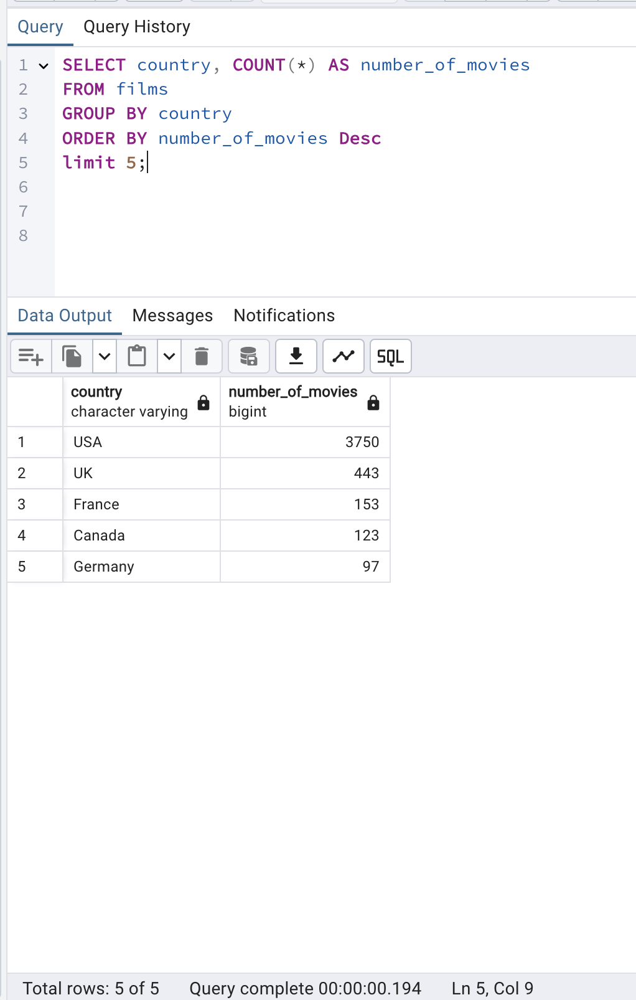 Query Query History
1 SELECT country, COUNT(*) AS number_of_movies
2 FROM films
3 GROUP BY country
4 ORDER BY number_of_movies Desc
5 limit 5;
6
7
8
Data Output Messages Notifications
SQL
country number_of_movies
character varying bigint
1 USA 3750
2 UK 443
3 France 153
4 Canada 123
5 Germany 97
Total rows: 5 of 5 Query complete 00:00:00.194 Ln 5, Col 9